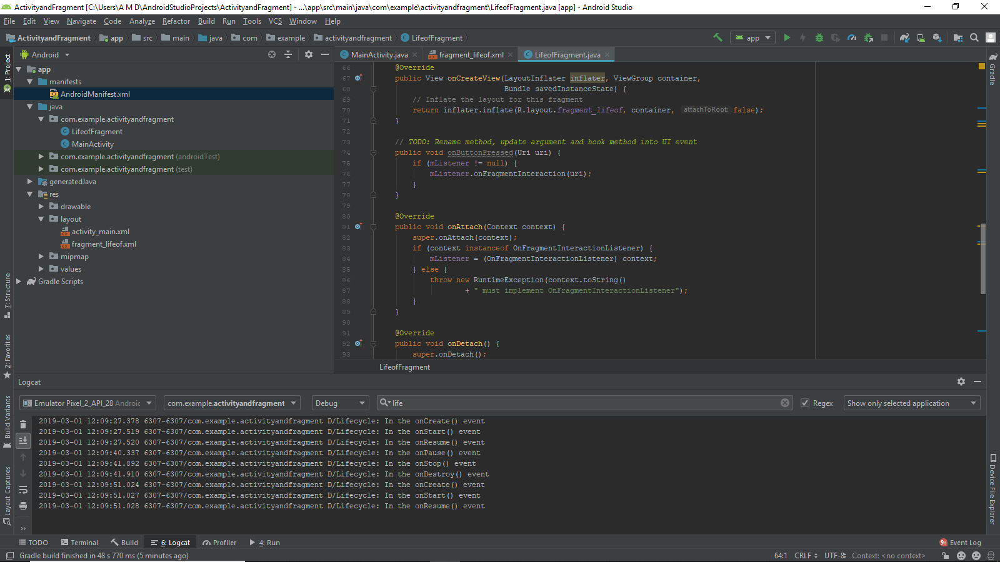 ActivityandFragment [C:\Users\A M D\AndroidStudioProjects\ActivityandFragment] - ...\app\src\main\java\com\example\activityandfragment\LifeofFragment.java [app] - Android Studio
File Edit View Navigate Code Analyze Refactor Build Run Tools VCS Window Help
ActivityandFragment app src main java com example activityandfragment LifeofFragment app
1: Project
7: Structure
2: Favorites
Build Variants
Layout Captures
Android
app
manifests
AndroidManifest.xml
java
com.example.activityandfragment
LifeofFragment
MainActivity
com.example.activityandfragment (androidTest)
com.example.activityandfragment (test)
generatedJava
res
drawable
layout
activity_main.xml
fragment_lifeof.xml
mipmap
values
Gradle Scripts
MainActivity.java fragment_lifeof.xml LifeofFragment.java
66 @Override
67 public View onCreateView(LayoutInflater inflater, ViewGroup container,
68 Bundle savedInstanceState) {
69 // Inflate the layout for this fragment
70 return inflater.inflate(R.layout.fragment_lifeof, container, attachToRoot: false);
71 }
72
73 // TODO: Rename method, update argument and hook method into UI event
74 public void onButtonPressed(Uri uri) {
75 if (mListener != null) {
76 mListener.onFragmentInteraction(uri);
77 }
78 }
79
80 @Override
81 public void onAttach(Context context) {
82 super.onAttach(context);
83 if (context instanceof OnFragmentInteractionListener) {
84 mListener = (OnFragmentInteractionListener) context;
85 } else {
86 throw new RuntimeException(context.toString()
87 + " must implement OnFragmentInteractionListener");
88 }
89 }
90
91 @Override
92 public void onDetach() {
93 super.onDetach();
LifeofFragment
Gradle
Device File Explorer
Logcat
Emulator Pixel_2_API_28 Android com.example.activityandfragment Debug life Regex Show only selected application
2019-03-01 12:09:27.378 6307-6307/com.example.activityandfragment D/Lifecycle: In the onCreate() event
2019-03-01 12:09:27.519 6307-6307/com.example.activityandfragment D/Lifecycle: In the onStart() event
2019-03-01 12:09:27.520 6307-6307/com.example.activityandfragment D/Lifecycle: In the onResume() event
2019-03-01 12:09:40.337 6307-6307/com.example.activityandfragment D/Lifecycle: In the onPause() event
2019-03-01 12:09:41.892 6307-6307/com.example.activityandfragment D/Lifecycle: In the onStop() event
2019-03-01 12:09:41.910 6307-6307/com.example.activityandfragment D/Lifecycle: In the onDestroy() event
2019-03-01 12:09:51.024 6307-6307/com.example.activityandfragment D/Lifecycle: In the onCreate() event
2019-03-01 12:09:51.027 6307-6307/com.example.activityandfragment D/Lifecycle: In the onStart() event
2019-03-01 12:09:51.028 6307-6307/com.example.activityandfragment D/Lifecycle: In the onResume() event
TODO Terminal Build 6: Logcat Profiler 4: Run 9+ Event Log
Gradle build finished in 48 s 770 ms (5 minutes ago) 64:1 CRLF UTF-8 Context: <no context>